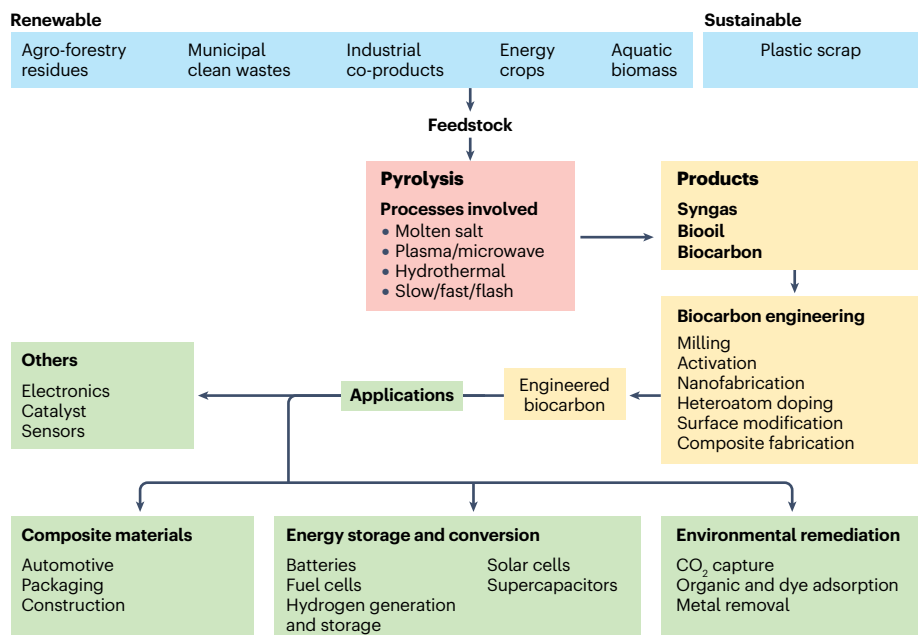 Renewable
Sustainable
Agro-forestry
residues
Municipal
clean wastes
Industrial
co-products
Energy
crops
Aquatic
biomass
Plastic scrap
Feedstock
Pyrolysis
Processes involved
• Molten salt
• Plasma/microwave
• Hydrothermal
• Slow/fast/flash
Products
Syngas
Biooil
Biocarbon
Biocarbon engineering
Milling
Activation
Nanofabrication
Heteroatom doping
Surface modification
Composite fabrication
Engineered
biocarbon
Applications
Others
Electronics
Catalyst
Sensors
Composite materials
Automotive
Packaging
Construction
Energy storage and conversion
Batteries
Fuel cells
Hydrogen generation
and storage
Solar cells
Supercapacitors
Environmental remediation
CO₂ capture
Organic and dye adsorption
Metal removal